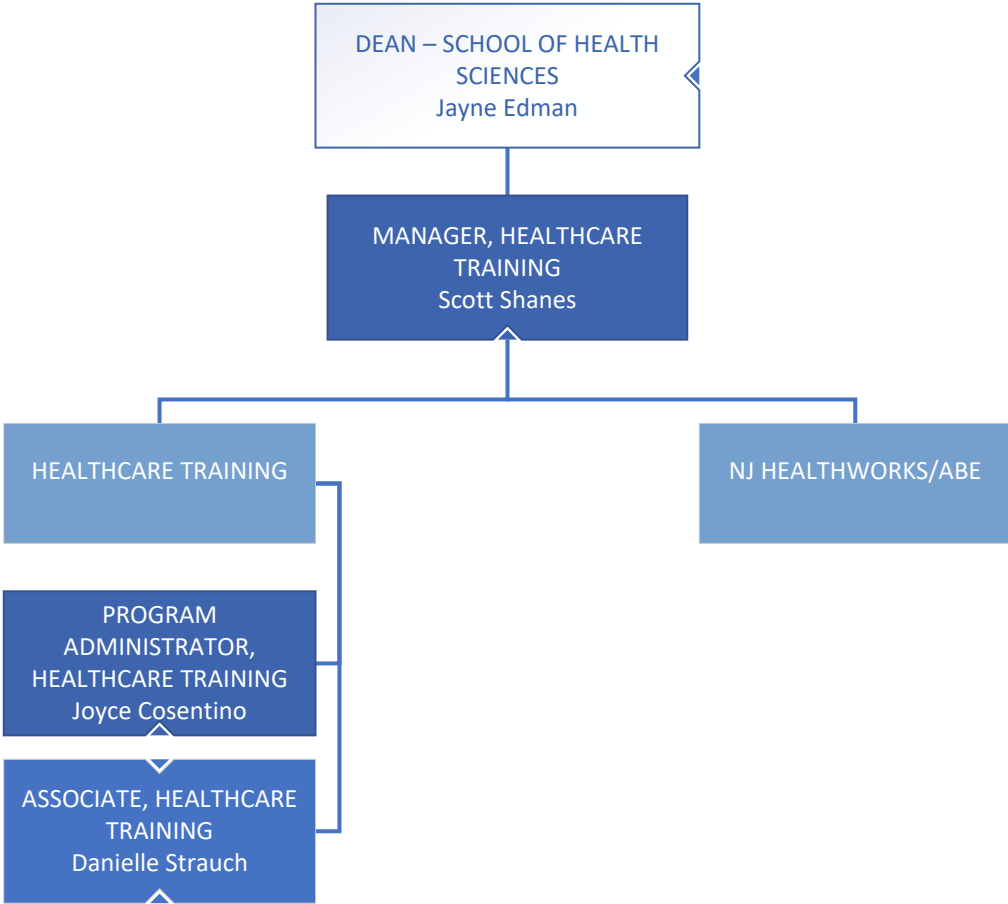 DEAN – SCHOOL OF HEALTH
SCIENCES
Jayne Edman
MANAGER, HEALTHCARE
TRAINING
Scott Shanes
HEALTHCARE TRAINING
NJ HEALTHWORKS/ABE
PROGRAM
ADMINISTRATOR,
HEALTHCARE TRAINING
Joyce Cosentino
ASSOCIATE, HEALTHCARE
TRAINING
Danielle Strauch